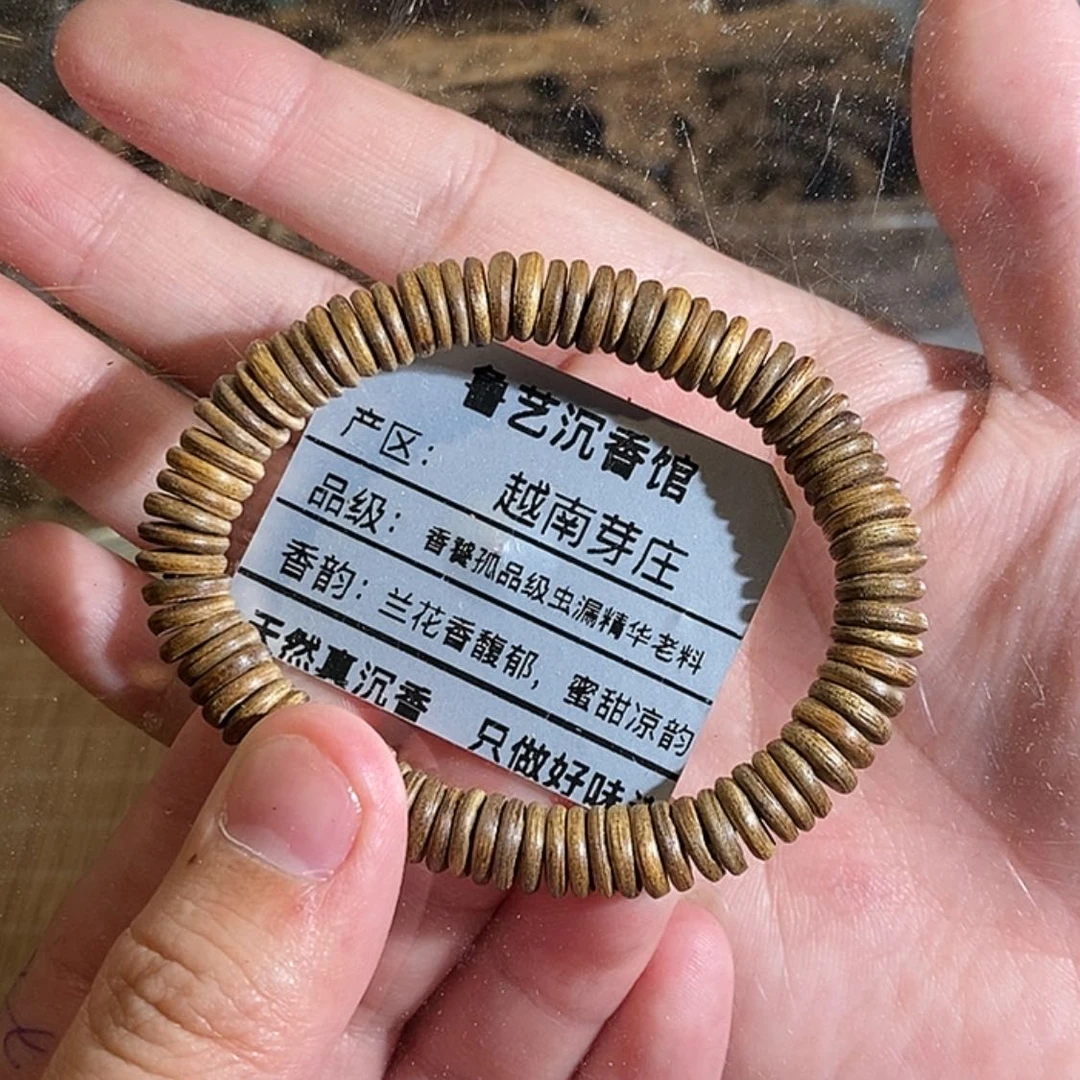 鲁艺沉香馆
产区： 越南芽庄
品级： 香饕孤品级虫漏精华老料
香韵： 兰花香馥郁, 蜜甜凉韵
天然真沉香 只做好味